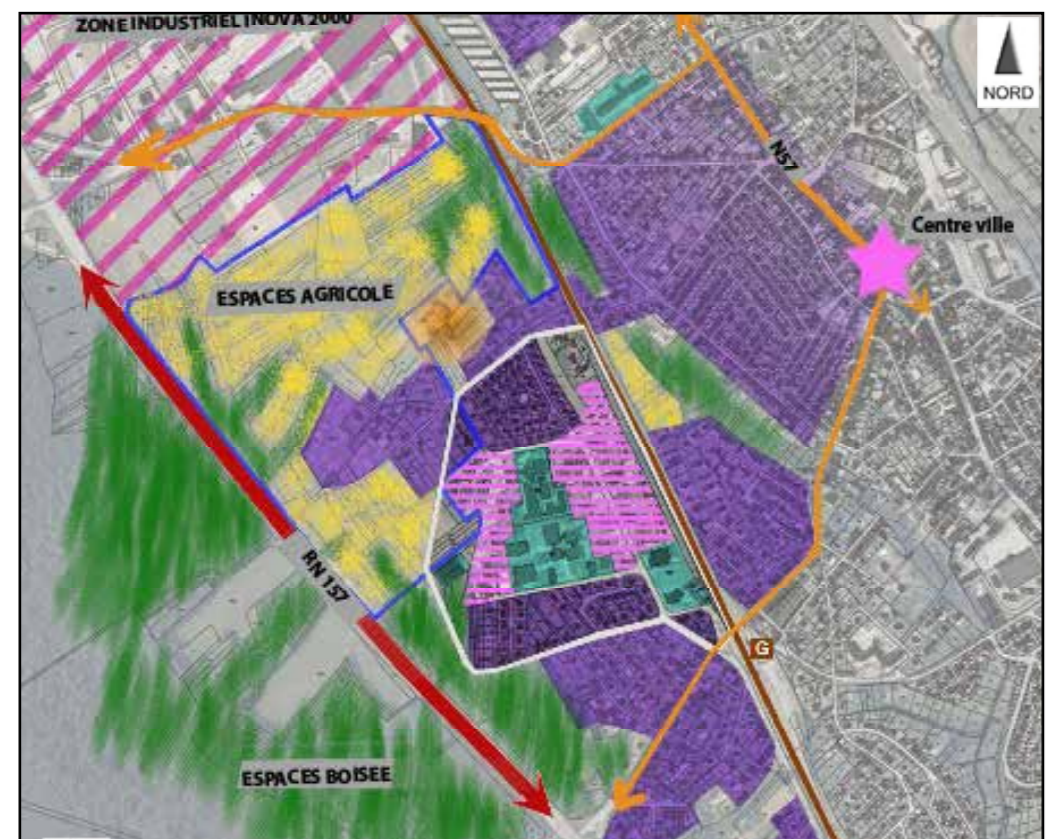 ZONE INDUSTRIEL INOVA 2000
NORD
N57
Centre ville
ESPACES AGRICOLE
RN 157
G
ESPACES BOISEE